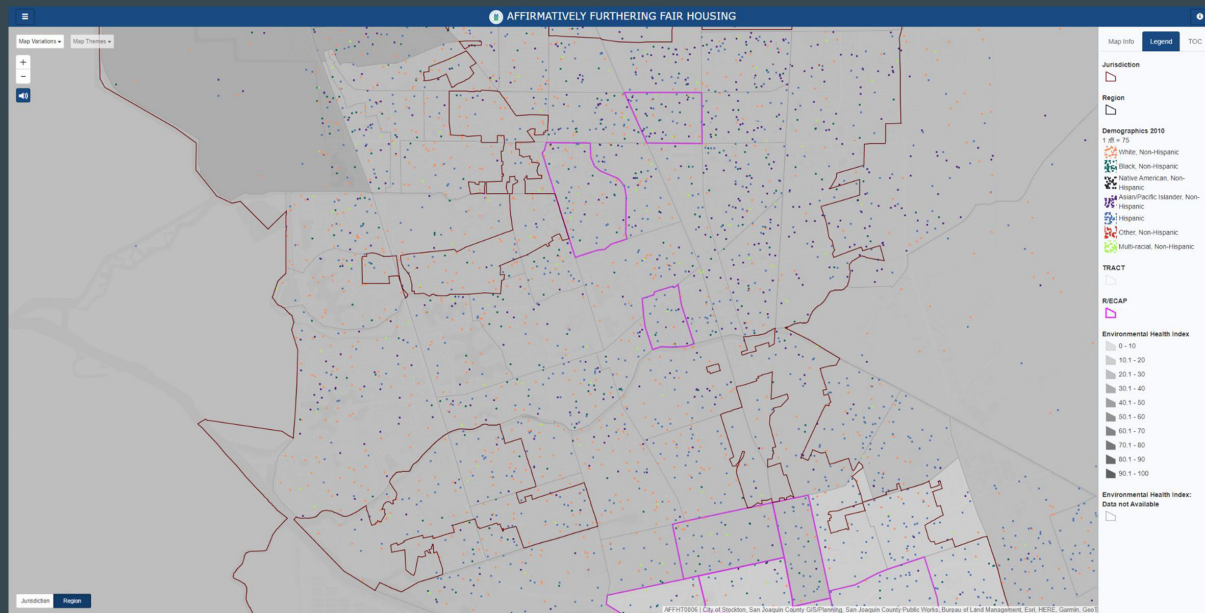 AFFIRMATIVELY FURTHERING FAIR HOUSING
Map Variations
Map Themes
+
−
Map Info
Legend
TOC
Jurisdiction
Region
Demographics 2010
= 75
White, Non-Hispanic
Black, Non-Hispanic
Native American, Non-
Hispanic
Asian/Pacific Islander, Non-
Hispanic
Hispanic
Other, Non-Hispanic
Multi-racial, Non-Hispanic
TRACT
R/ECAP
Environmental Health Index
0 - 10
10.1 - 20
20.1 - 30
30.1 - 40
40.1 - 50
50.1 - 60
60.1 - 70
70.1 - 80
80.1 - 90
90.1 - 100
Environmental Health Index:
Data not Available
Jurisdiction
Region
AFFHT0006 | City of Stockton, San Joaquin County GIS/Planning, San Joaquin County Public Works, Bureau of Land Management, Esri, HERE, Garmin,